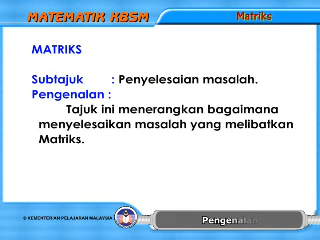 MATEMATIK KBSM
Matriks
MATRIKS
Subtajuk : Penyelesaian masalah.
Pengenalan :
Tajuk ini menerangkan bagaimana
menyelesaikan masalah yang melibatkan
Matriks.
© KEMENTERIAN PELAJARAN MALAYSIA
Pengenalan